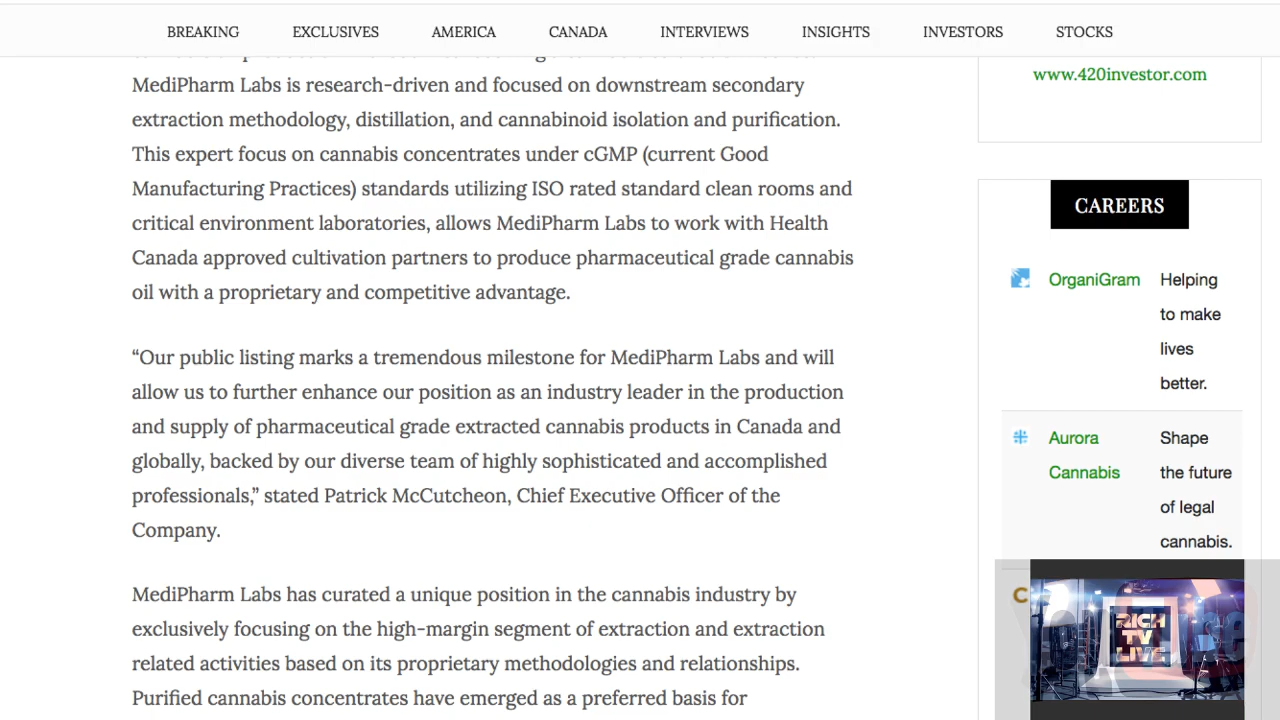 BREAKING EXCLUSIVES AMERICA CANADA INTERVIEWS INSIGHTS INVESTORS STOCKS
MediPharm Labs is research-driven and focused on downstream secondary
extraction methodology, distillation, and cannabinoid isolation and purification.
This expert focus on cannabis concentrates under cGMP (current Good
Manufacturing Practices) standards utilizing ISO rated standard clean rooms and
critical environment laboratories, allows MediPharm Labs to work with Health
Canada approved cultivation partners to produce pharmaceutical grade cannabis
oil with a proprietary and competitive advantage.
“Our public listing marks a tremendous milestone for MediPharm Labs and will
allow us to further enhance our position as an industry leader in the production
and supply of pharmaceutical grade extracted cannabis products in Canada and
globally, backed by our diverse team of highly sophisticated and accomplished
professionals,” stated Patrick McCutcheon, Chief Executive Officer of the
Company.
MediPharm Labs has curated a unique position in the cannabis industry by
exclusively focusing on the high-margin segment of extraction and extraction
related activities based on its proprietary methodologies and relationships.
Purified cannabis concentrates have emerged as a preferred basis for
www.420investor.com
CAREERS
OrganiGram Helping
to make
lives
better.
Aurora Shape
Cannabis the future
of legal
cannabis.
RICH
TV
LIVE